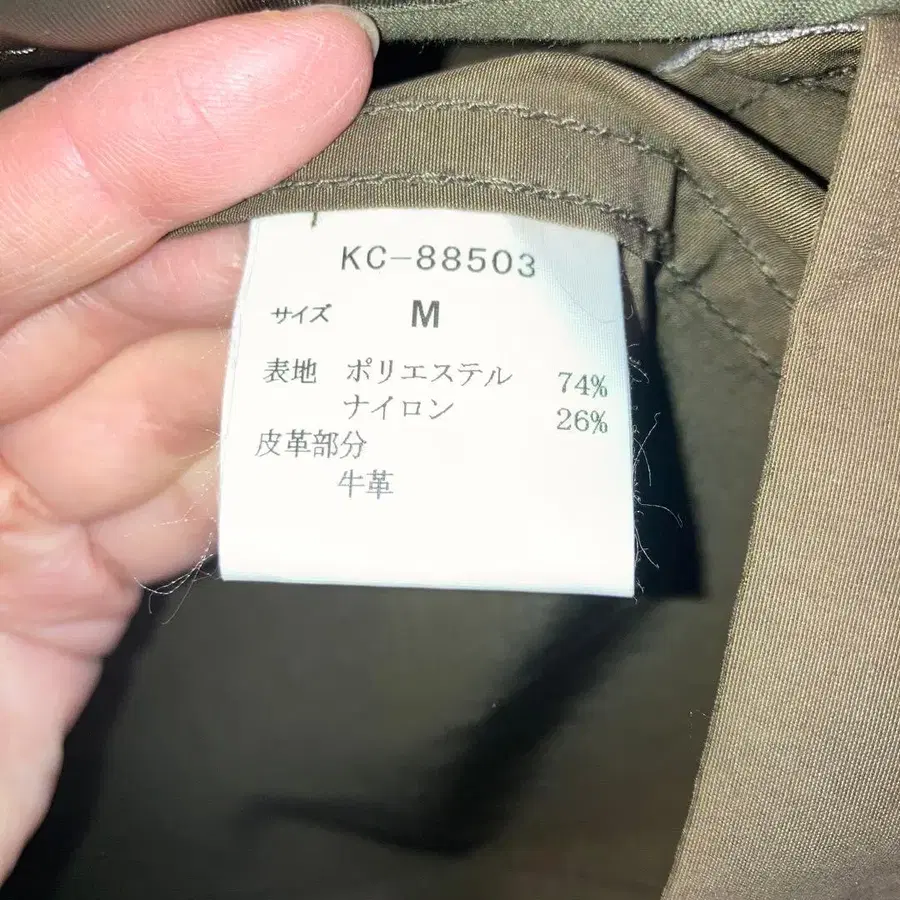 KC-88503
サイズ M
表地 ポリエステル 74%
ナイロン 26%
皮革部分
牛革